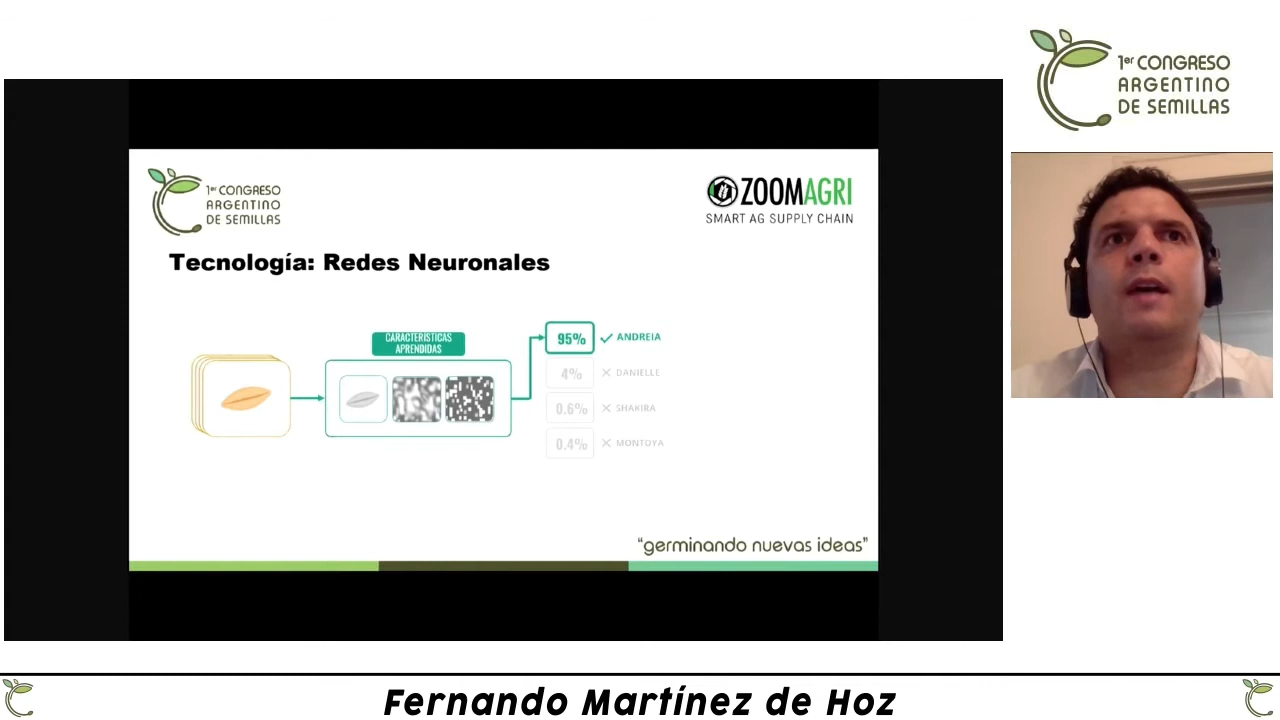 1er CONGRESO
ARGENTINO
DE SEMILLAS
1er CONGRESO
ARGENTINO
DE SEMILLAS
ZOOMAGRI
SMART AG SUPPLY CHAIN
Tecnología: Redes Neuronales
CARACTERISTICAS
APRENDIDAS
95% ANDREIA
4% DANIELLE
0.6% SHAKIRA
0.4% MONTOYA
"germinando nuevas ideas"
Fernando Martínez de Hoz